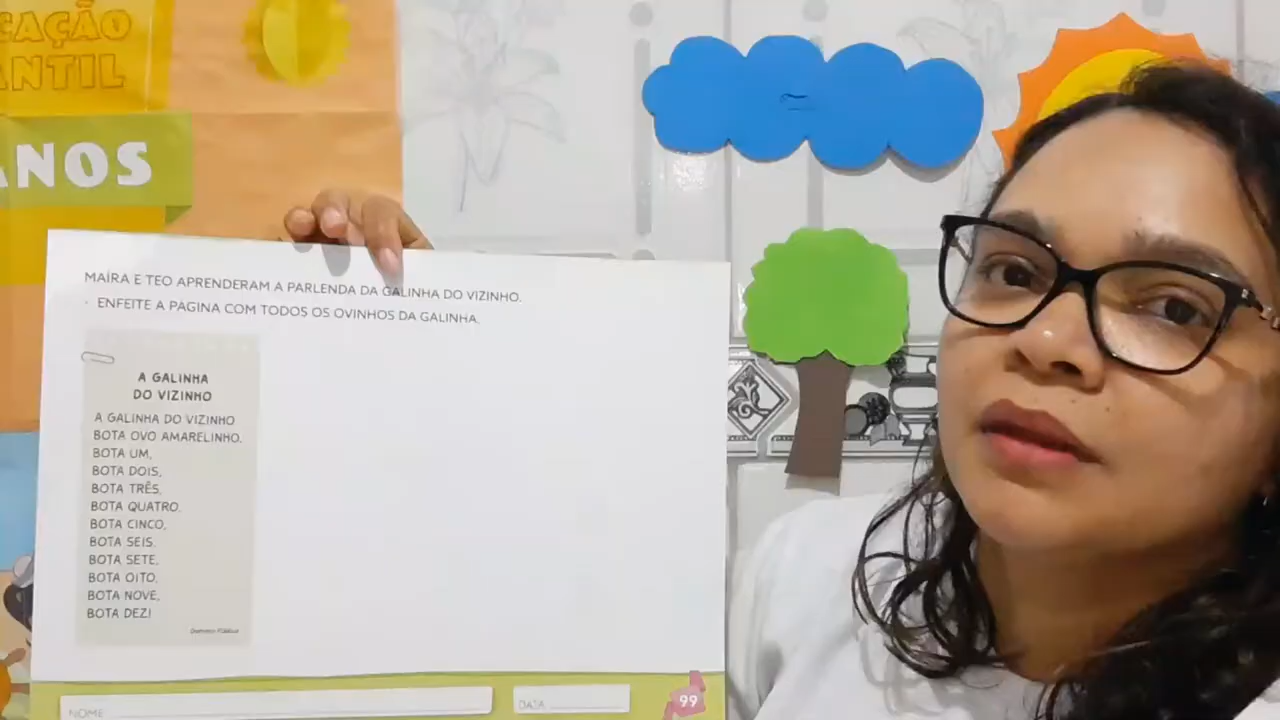 CAÇÃO
ANTIL
ANOS
MAÍRA E TEO APRENDERAM A PARLENDA DA GALINHA DO VIZINHO.
· ENFEITE A PÁGINA COM TODOS OS OVINHOS DA GALINHA.
A GALINHA
DO VIZINHO
A GALINHA DO VIZINHO
BOTA OVO AMARELINHO.
BOTA UM,
BOTA DOIS,
BOTA TRÊS,
BOTA QUATRO,
BOTA CINCO,
BOTA SEIS,
BOTA SETE,
BOTA OITO,
BOTA NOVE,
BOTA DEZ!
Domínio Público
NOME
DATA
99